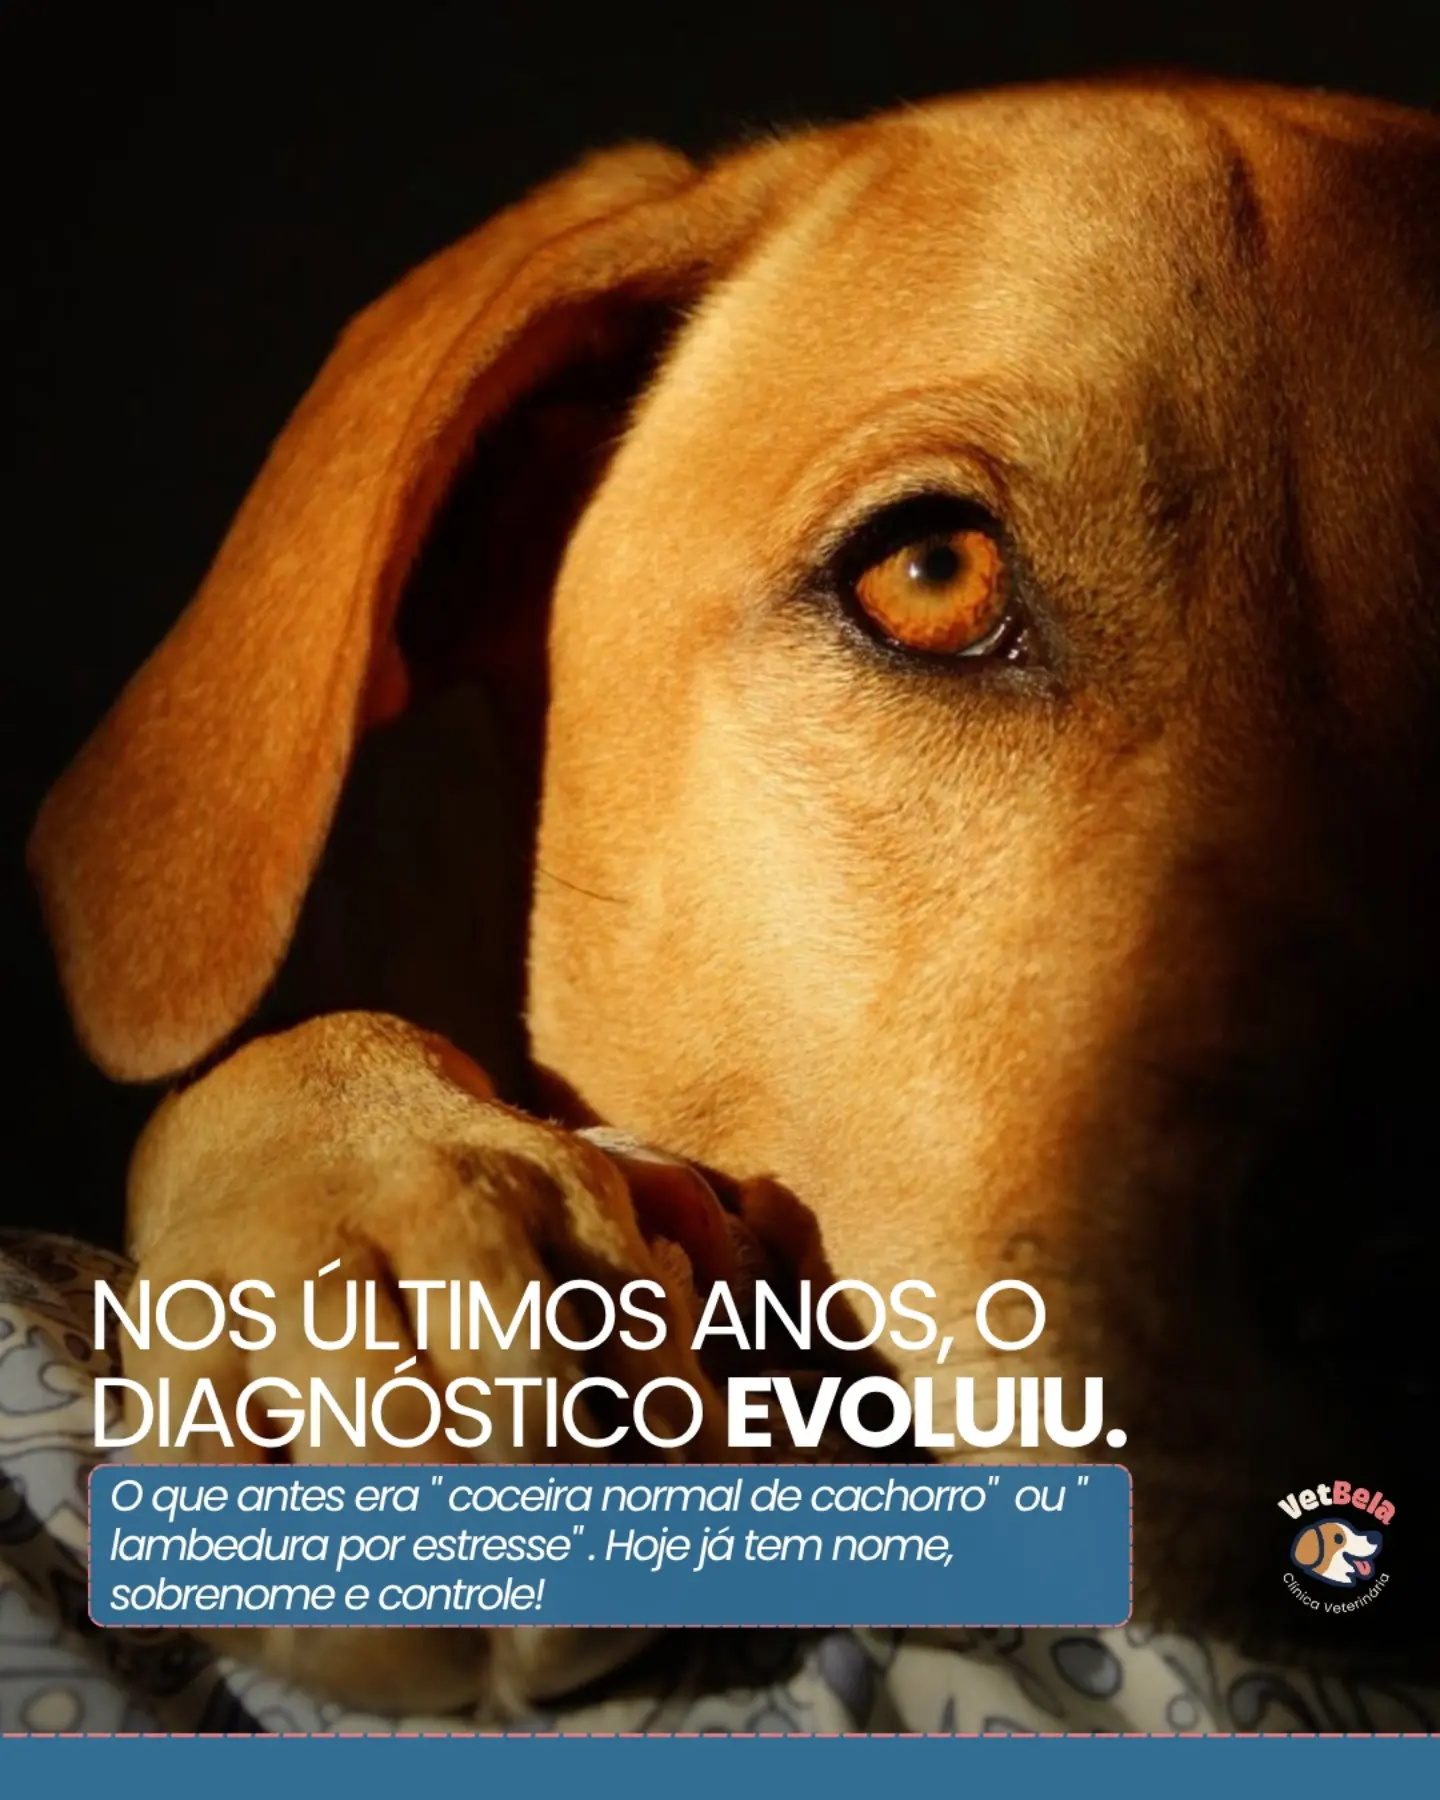 NOS ÚLTIMOS ANOS, O
DIAGNÓSTICO EVOLUIU.
O que antes era " coceira normal de cachorro" ou "
lambedura por estresse" . Hoje já tem nome,
sobrenome e controle!
VetBela
Clínica Veterinária